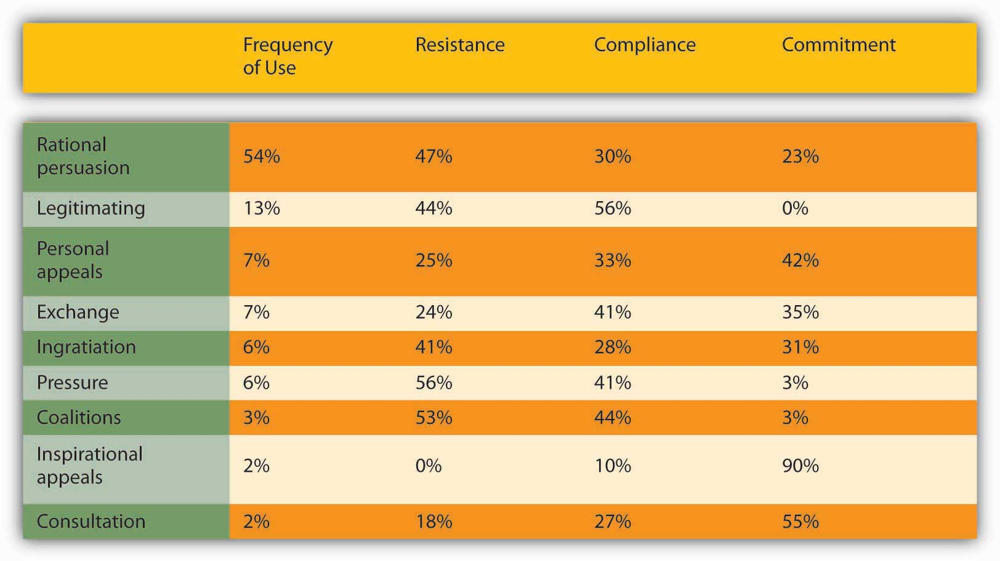 Frequency of Use Resistance Compliance Commitment
Rational persuasion 54% 47% 30% 23%
Legitimating 13% 44% 56% 0%
Personal appeals 7% 25% 33% 42%
Exchange 7% 24% 41% 35%
Ingratiation 6% 41% 28% 31%
Pressure 6% 56% 41% 3%
Coalitions 3% 53% 44% 3%
Inspirational appeals 2% 0% 10% 90%
Consultation 2% 18% 27% 55%